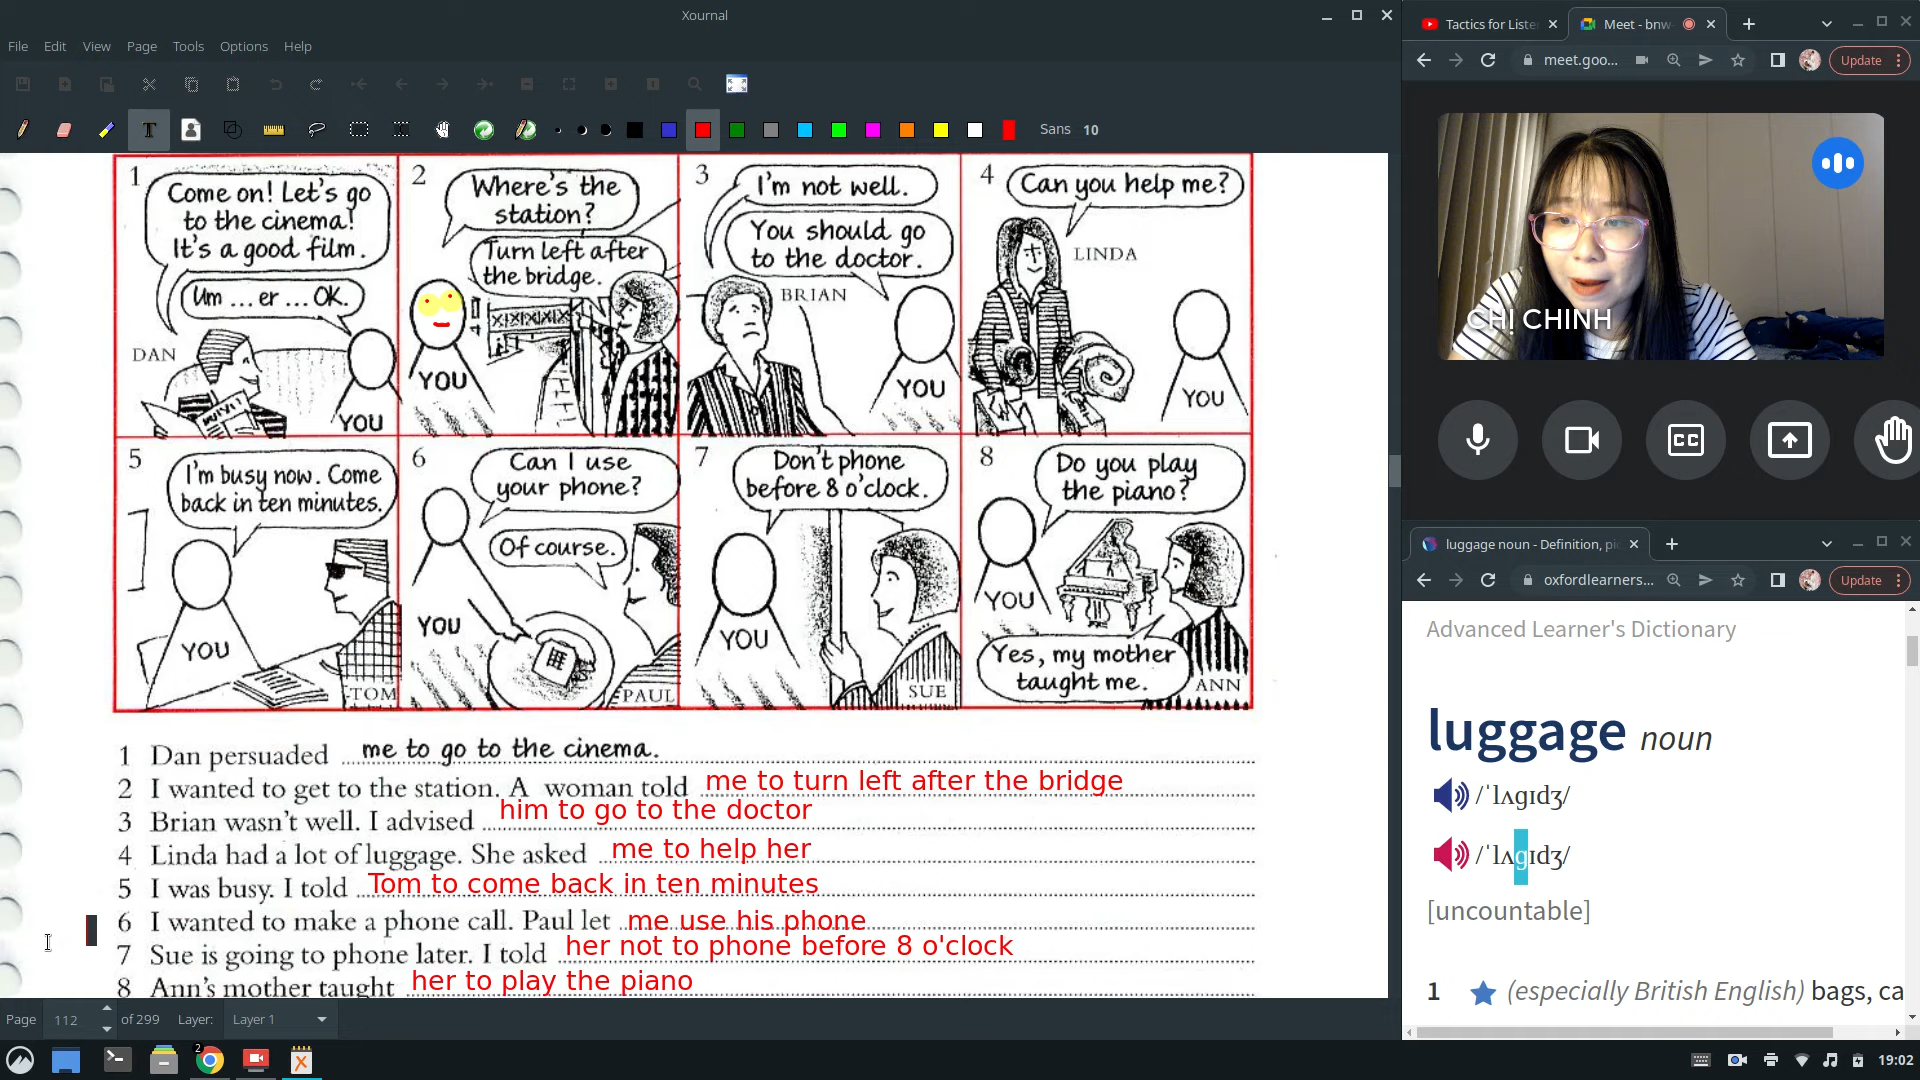 Xournal
File Edit View Page Tools Options Help
Sans 10
1
Come on! Let's go
to the cinema!
It's a good film.
Um ... er ... OK.
DAN
YOU
2
Where's the
station?
Turn left after
the bridge.
YOU
3
I'm not well.
You should go
to the doctor.
BRIAN
YOU
4
Can you help me?
LINDA
YOU
5
I'm busy now. Come
back in ten minutes.
YOU
TOM
6
Can I use
your phone?
Of course.
YOU
PAUL
7
Don't phone
before 8 o'clock.
YOU
SUE
8
Do you play
the piano?
YOU
Yes, my mother
taught me.
ANN
1 Dan persuaded me to go to the cinema.
2 I wanted to get to the station. A woman told me to turn left after the bridge
3 Brian wasn't well. I advised him to go to the doctor
4 Linda had a lot of luggage. She asked me to help her
5 I was busy. I told Tom to come back in ten minutes
6 I wanted to make a phone call. Paul let me use his phone
7 Sue is going to phone later. I told her not to phone before 8 o'clock
8 Ann's mother taught her to play the piano
Page 112 of 299 Layer: Layer 1
Tactics for Liste
Meet - bnw-
meet.goo...
Update
CHỊ CHINH
CC
luggage noun - Definition, pi
oxfordlearners...
Update
Advanced Learner's Dictionary
luggage noun
/ˈlʌɡɪdʒ/
/ˈlʌɡɪdʒ/
[uncountable]
1 (especially British English) bags, ca
2
19:02